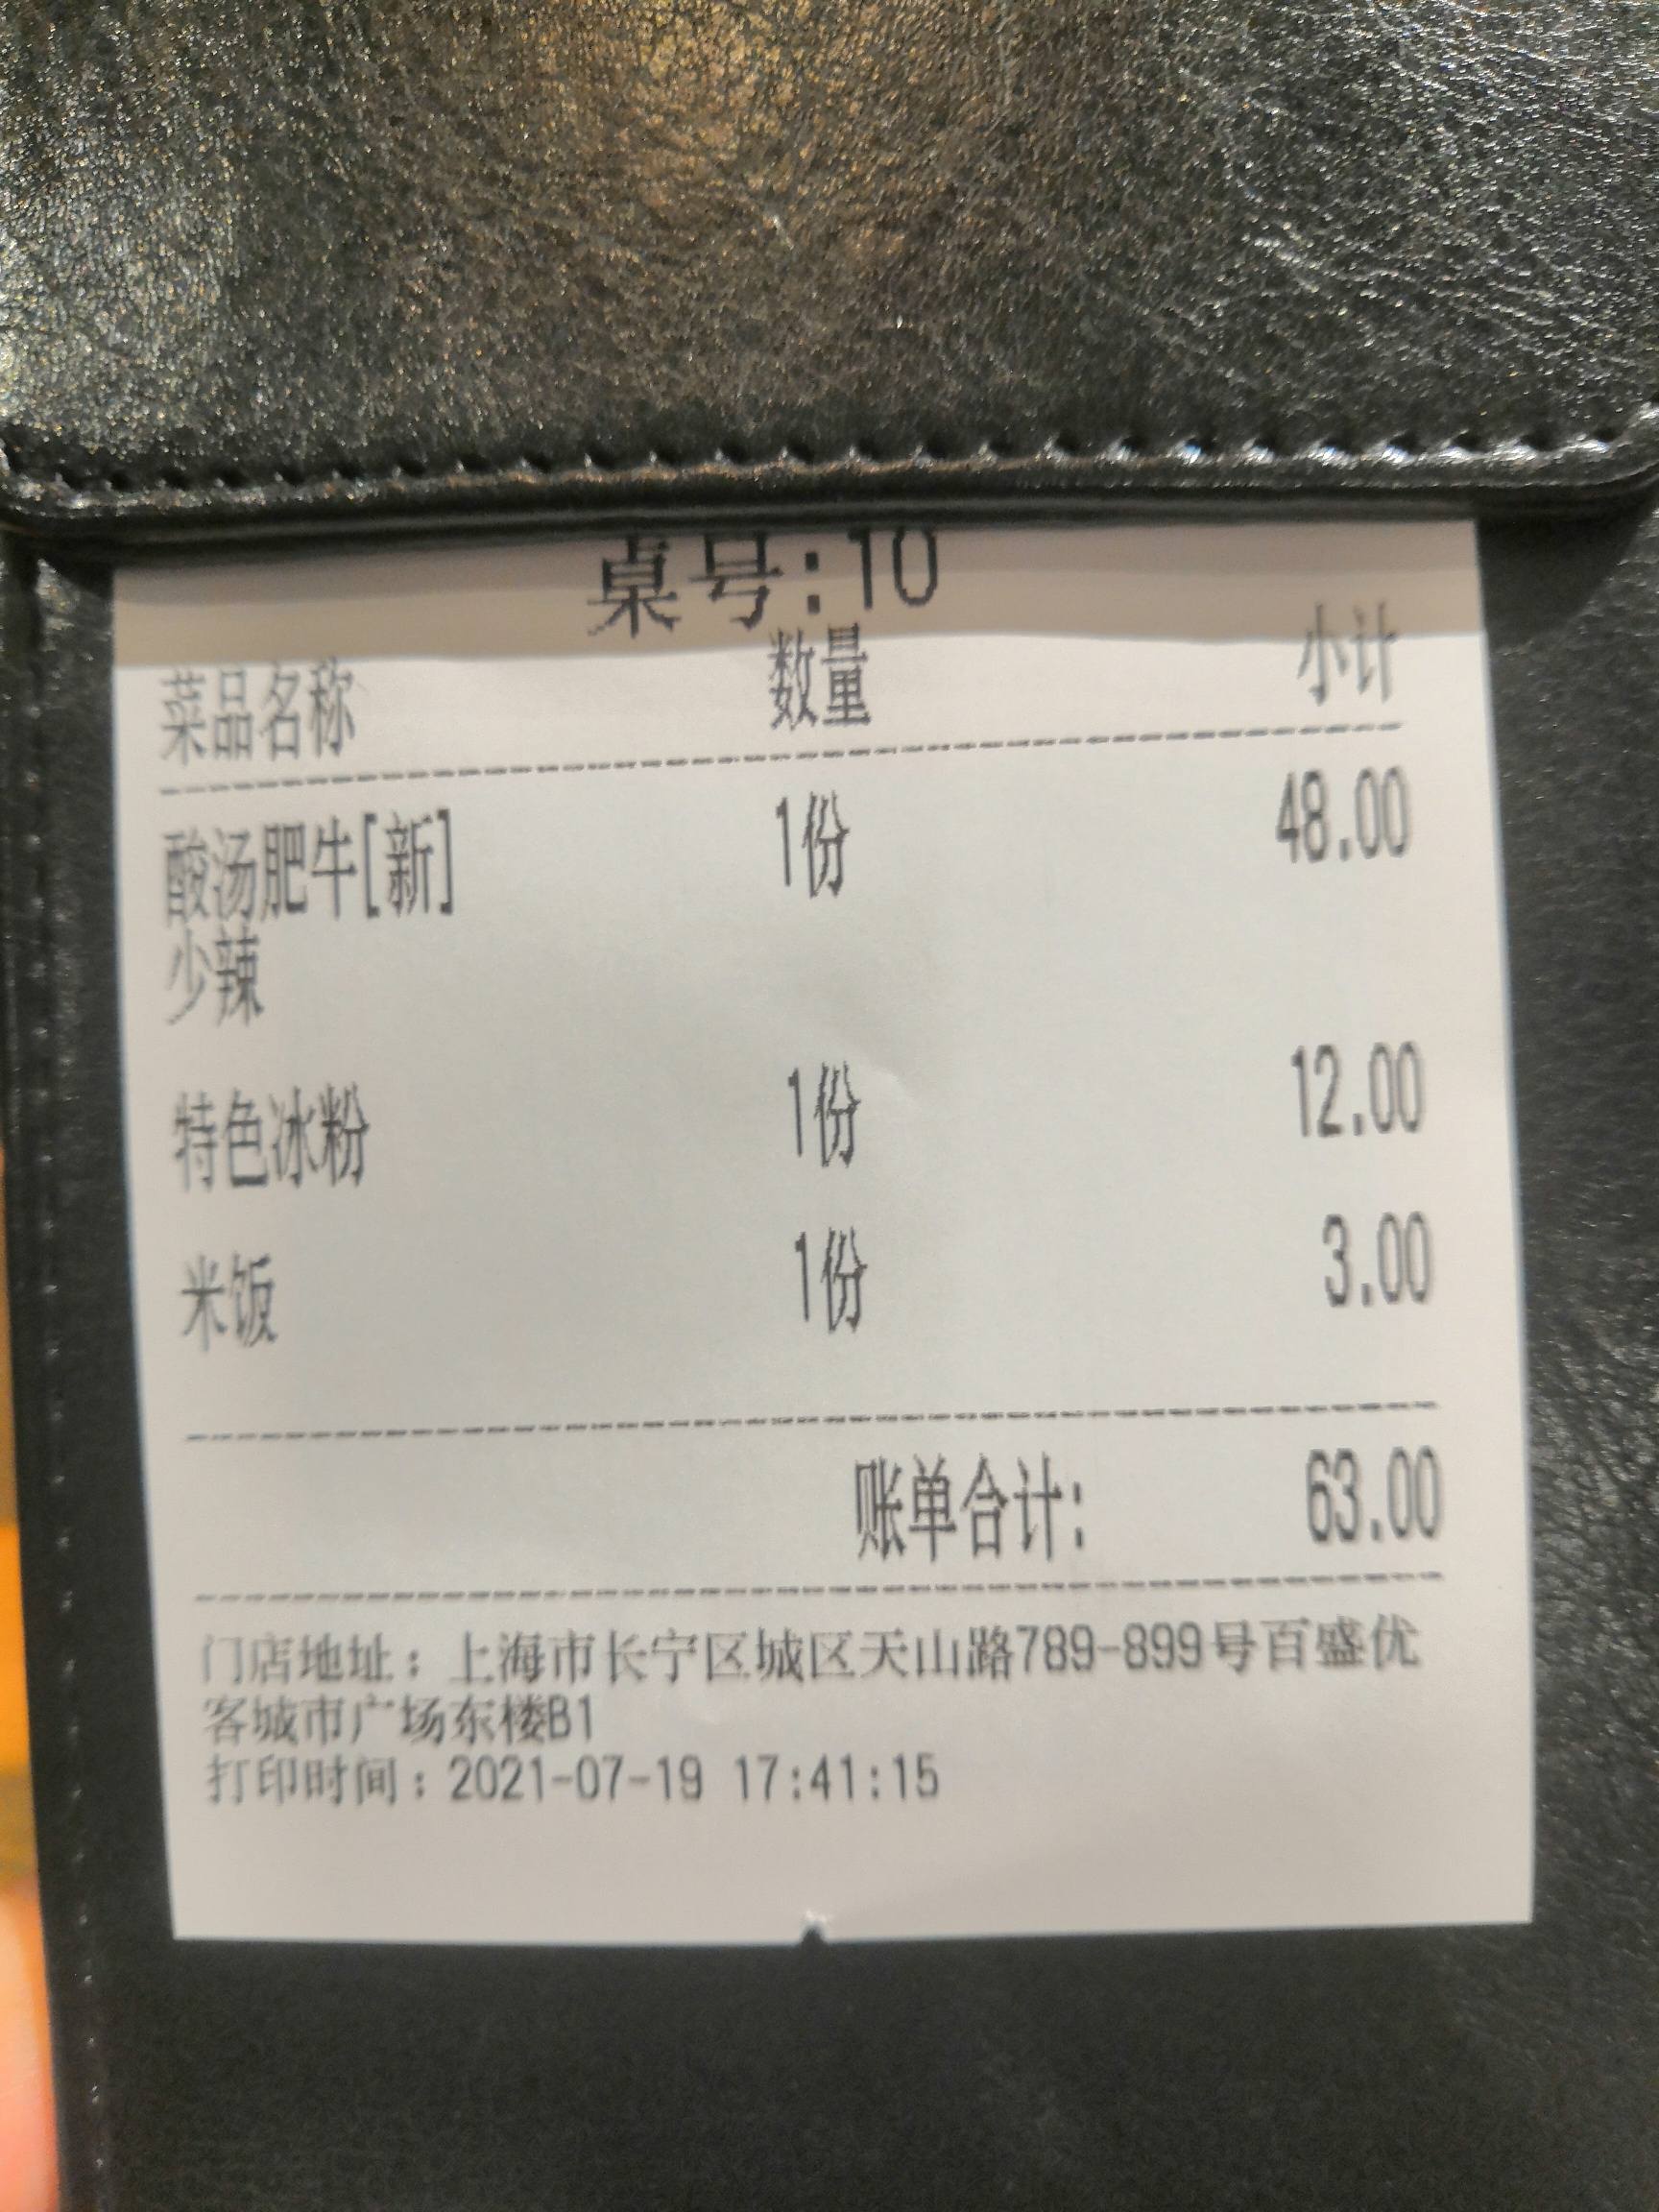 桌号:10
菜品名称 数量 小计
酸汤肥牛[新] 1份 48.00
少辣
特色冰粉 1份 12.00
米饭 1份 3.00
账单合计: 63.00
门店地址：上海市长宁区城区天山路789-899号百盛优
客城市广场东楼B1
打印时间：2021-07-19 17:41:15